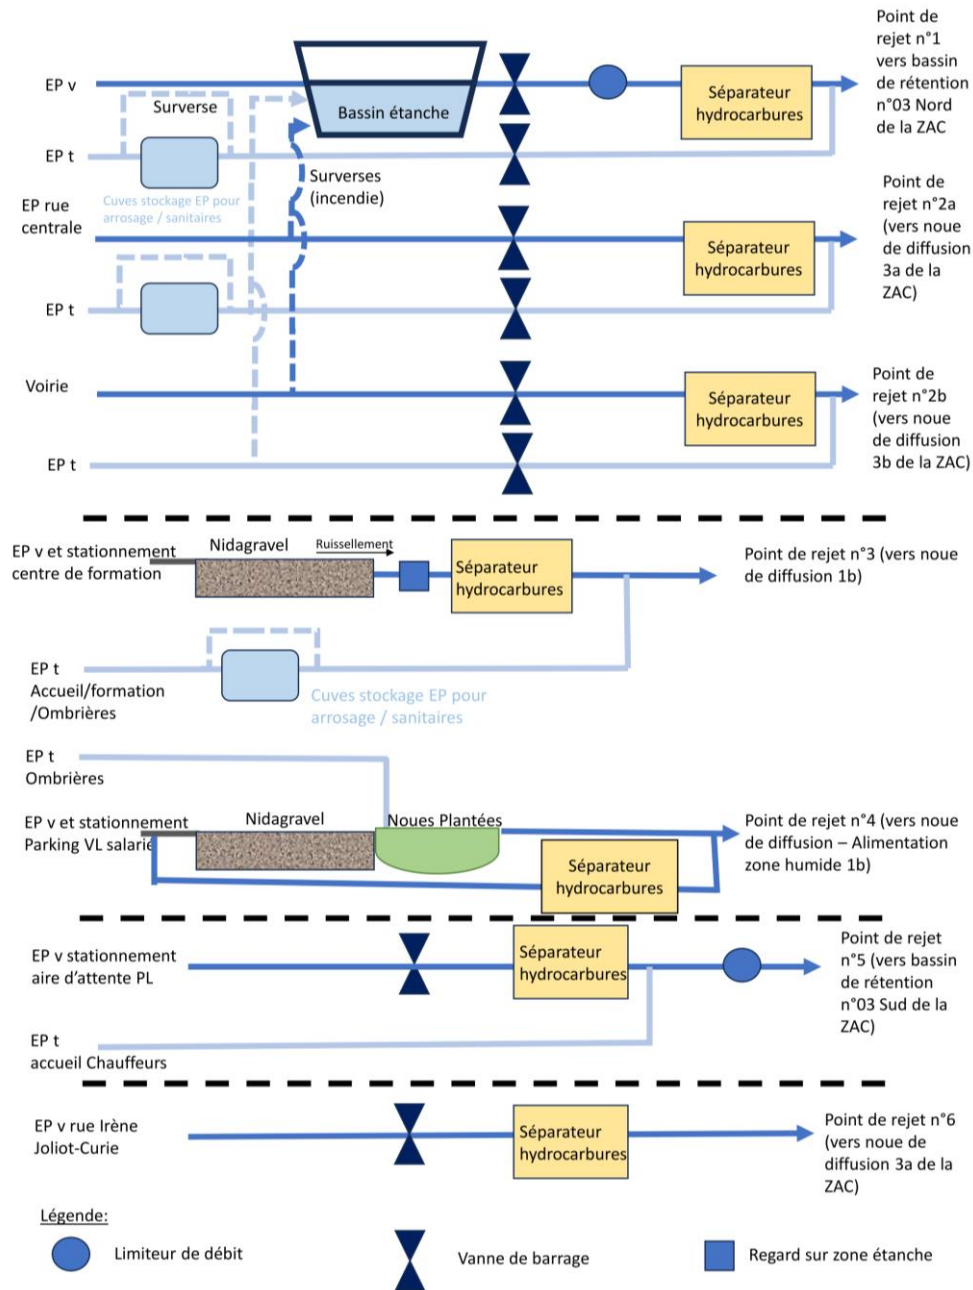 Point de
rejet n°1
vers bassin
de rétention
n°03 Nord
de la ZAC
EP v
Bassin étanche
Séparateur
hydrocarbures
Surverse
EP t
Cuves stockage EP pour
arrosage / sanitaires
Surverses
(incendie)
Point de
rejet n°2a
(vers noue
de diffusion
3a de la
ZAC)
EP rue
centrale
Séparateur
hydrocarbures
EP t
Voirie
Séparateur
hydrocarbures
Point de
rejet n°2b
(vers noue
de diffusion
3b de la ZAC)
EP t
EP v et stationnement
centre de formation
Nidagravel
Ruissellement
Séparateur
hydrocarbures
Point de rejet n°3 (vers noue
de diffusion 1b)
EP t
Accueil/formation
/Ombrières
Cuves stockage EP pour
arrosage / sanitaires
EP t
Ombrières
EP v et stationnement
Parking VL salarié
Nidagravel
Noues Plantées
Séparateur
hydrocarbures
Point de rejet n°4 (vers noue
de diffusion – Alimentation
zone humide 1b)
EP v stationnement
aire d'attente PL
Séparateur
hydrocarbures
Point de rejet
n°5 (vers bassin
de rétention
n°03 Sud de la
ZAC)
EP t
accueil Chauffeurs
EP v rue Irène
Joliot-Curie
Séparateur
hydrocarbures
Point de rejet n°6
(vers noue de
diffusion 3a de la
ZAC)
Légende:
Limiteur de débit
Vanne de barrage
Regard sur zone étanche